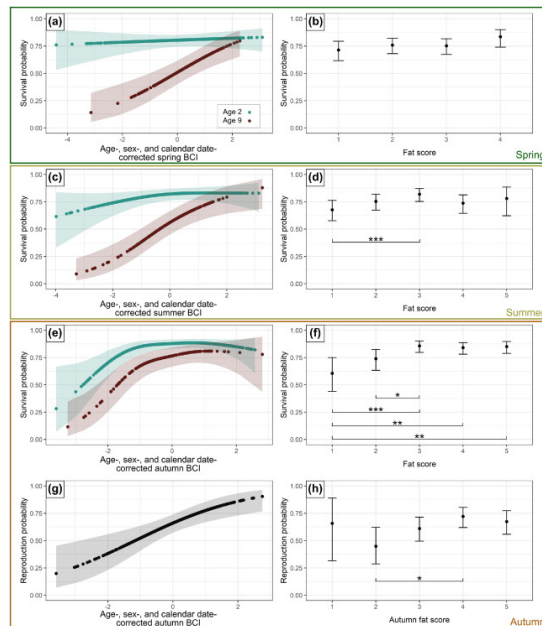 (a)
Survival probability
1.00
0.75
0.50
0.25
0.00
Age 2
Age 9
-4
-2
0
2
Age-, sex-, and calendar date-
corrected spring BCI
(b)
Survival probability
1.00
0.75
0.50
0.25
0.00
1
2
3
4
Fat score
Spring
(c)
Survival probability
1.00
0.75
0.50
0.25
0.00
-4
-2
0
2
Age-, sex-, and calendar date-
corrected summer BCI
(d)
Survival probability
1.00
0.75
0.50
0.25
0.00
***
1
2
3
4
5
Fat score
Summer
(e)
Survival probability
1.00
0.75
0.50
0.25
0.00
-2
0
2
Age-, sex-, and calendar date-
corrected autumn BCI
(f)
Survival probability
1.00
0.75
0.50
0.25
0.00
*
***
**
**
1
2
3
4
5
Fat score
(g)
Reproduction probability
1.00
0.75
0.50
0.25
0.00
-2
0
2
Age-, sex-, and calendar date-
corrected autumn BCI
(h)
Reproduction probability
1.00
0.75
0.50
0.25
0.00
*
1
2
3
4
5
Autumn fat score
Autumn